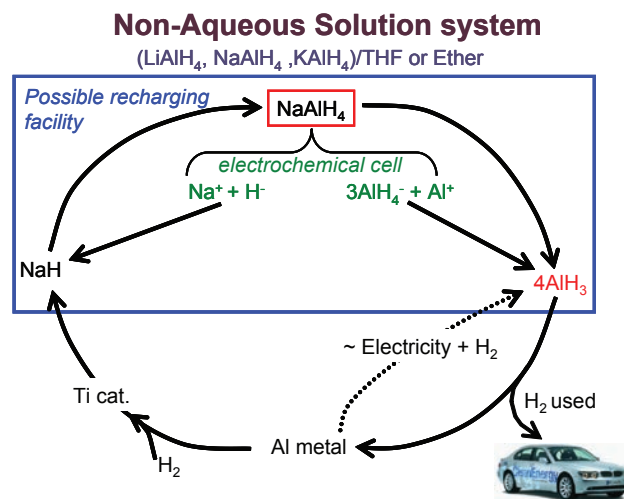 Non-Aqueous Solution system
(LiAlH₄, NaAlH₄ ,KAlH₄)/THF or Ether
Possible recharging
facility
NaAlH₄
electrochemical cell
Na⁺ + H⁻
3AlH₄⁻ + Al⁺
NaH
4AlH₃
~ Electricity + H₂
Ti cat.
H₂ used
Al metal
H₂
CleanEnergy